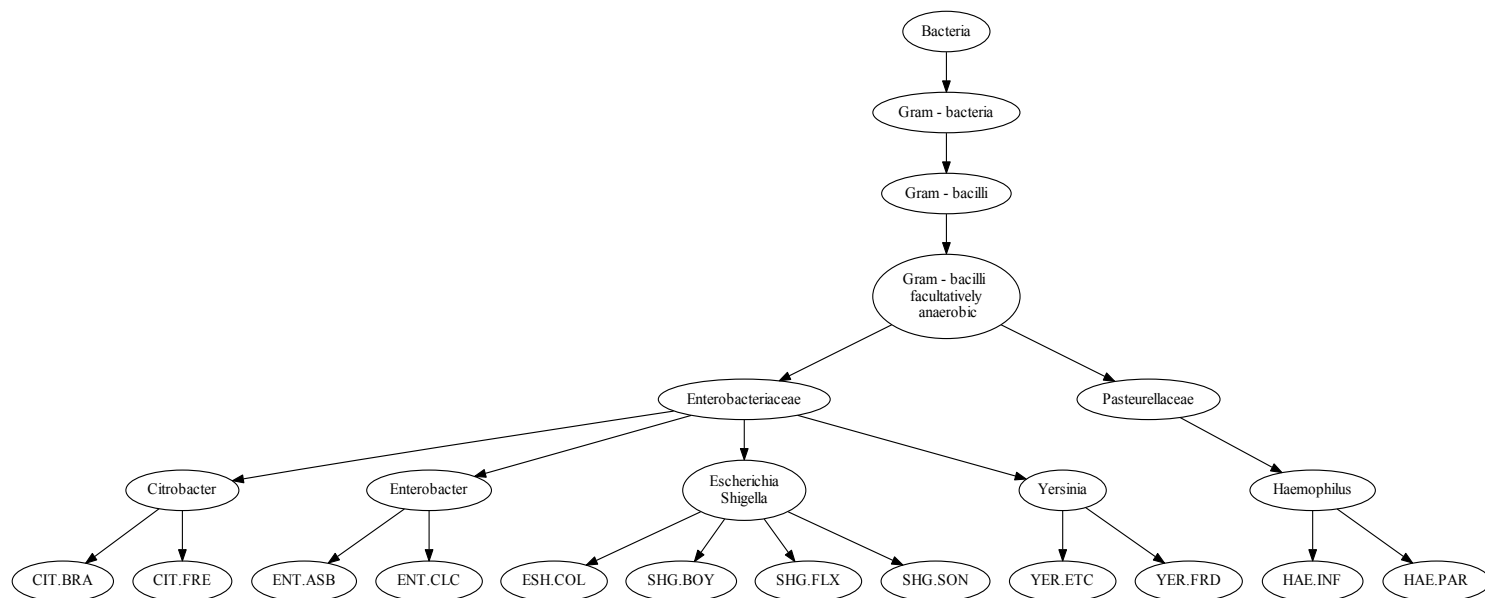 Bacteria
Gram - bacteria
Gram - bacilli
Gram - bacilli
facultatively
anaerobic
Enterobacteriaceae
Pasteurellaceae
Citrobacter
Enterobacter
Escherichia
Shigella
Yersinia
Haemophilus
CIT.BRA
CIT.FRE
ENT.ASB
ENT.CLC
ESH.COL
SHG.BOY
SHG.FLX
SHG.SON
YER.ETC
YER.FRD
HAE.INF
HAE.PAR